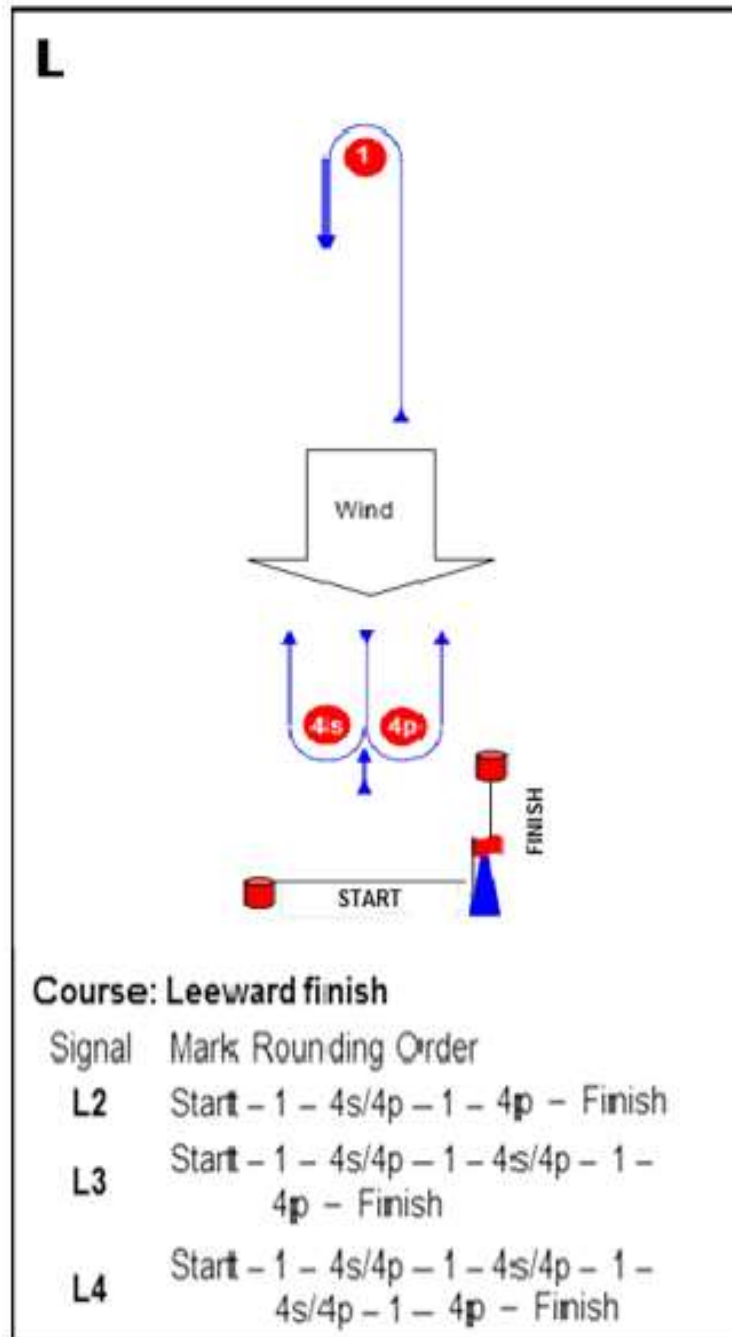 L
1
Wind
4s
4p
FINISH
START
Course: Leeward finish
Signal Mark Rounding Order
L2 Start – 1 – 4s/4p – 1 – 4p – Finish
L3 Start – 1 – 4s/4p – 1 – 4s/4p – 1 –
4p – Finish
L4 Start – 1 – 4s/4p – 1 – 4s/4p – 1 –
4s/4p – 1 – 4p – Finish